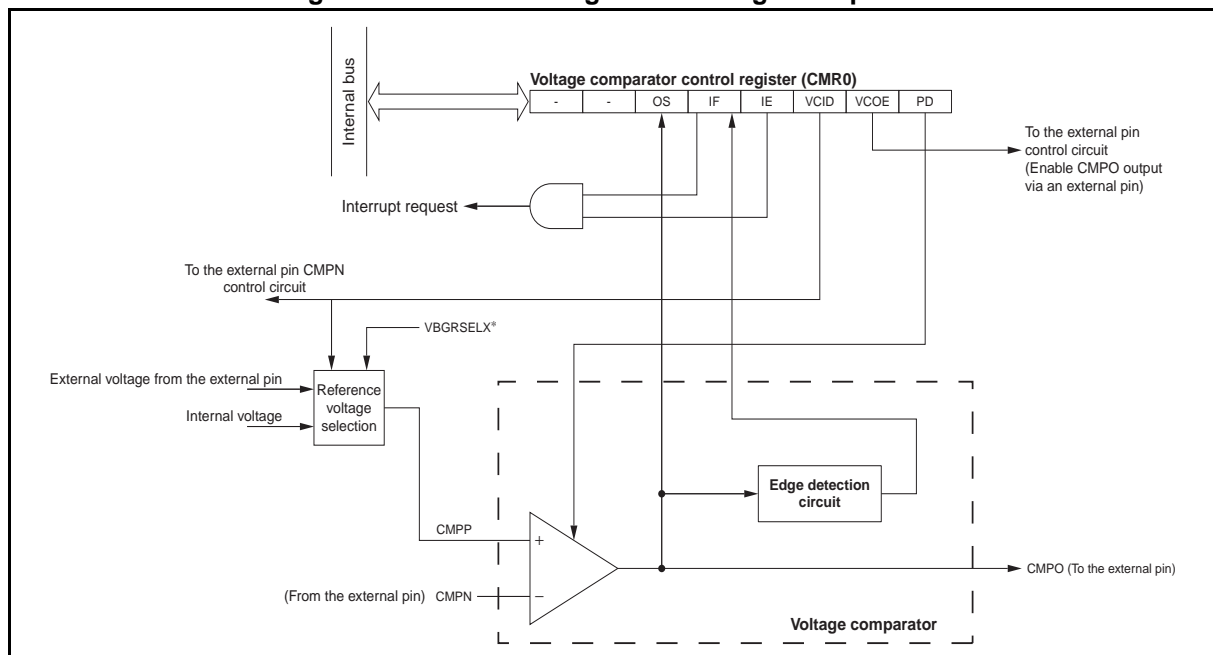 Internal bus
Voltage comparator control register (CMR0)
- - OS IF IE VCID VCOE PD
To the external pin
control circuit
(Enable CMPO output
via an external pin)
Interrupt request
To the external pin CMPN
control circuit
VBGRSELX*
External voltage from the external pin
Internal voltage
Reference
voltage
selection
Edge detection
circuit
CMPP
+
CMPO (To the external pin)
(From the external pin) CMPN
−
Voltage comparator